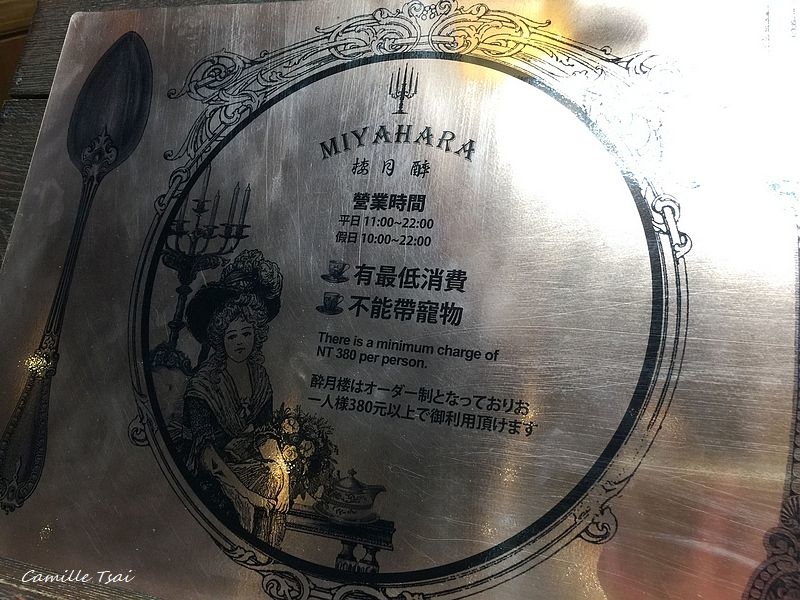 MIYAHARA
樓月醉
營業時間
平日 11:00~22:00
假日 10:00~22:00
有最低消費
不能帶寵物
There is a minimum charge of
NT 380 per person.
酔月楼はオーダー制となっておりお
一人様380元以上で御利用頂けます
Camille Tsai